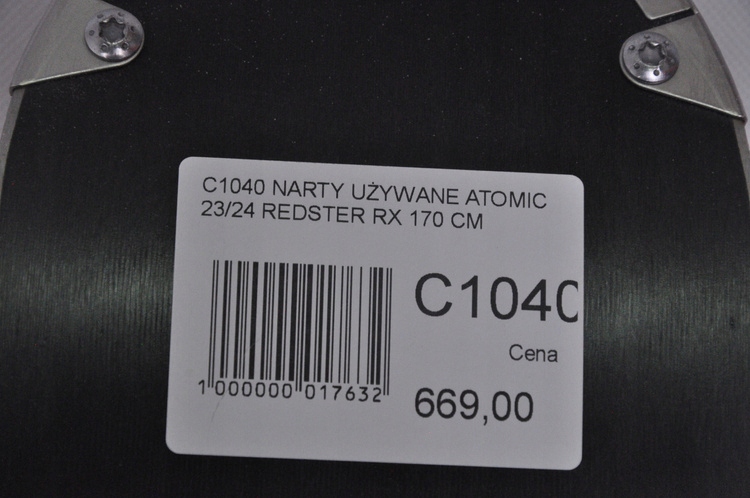 C1040 NARTY UŻYWANE ATOMIC
23/24 REDSTER RX 170 CM
C1040
Cena
1 000000 017632
669,00